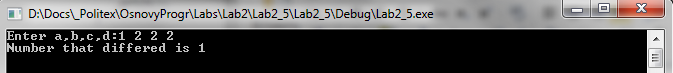 D:\Docs\_Politex\OsnovyProgr\Labs\Lab2\Lab2_5\Lab2_5\Debug\Lab2_5.exe
Enter a,b,c,d:1 2 2 2
Number that differed is 1